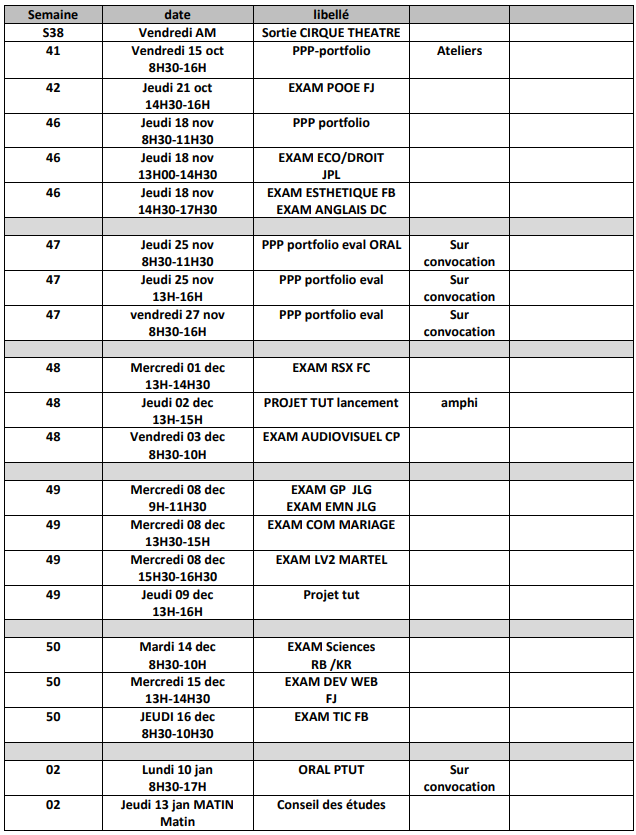 Semaine date libellé
S38 Vendredi AM Sortie CIRQUE THEATRE
41 Vendredi 15 oct PPP-portfolio Ateliers
8H30-16H
42 Jeudi 21 oct EXAM POOE FJ
14H30-16H
46 Jeudi 18 nov PPP portfolio
8H30-11H30
46 Jeudi 18 nov EXAM ECO/DROIT
13H00-14H30 JPL
46 Jeudi 18 nov EXAM ESTHETIQUE FB
14H30-17H30 EXAM ANGLAIS DC
47 Jeudi 25 nov PPP portfolio eval ORAL Sur
8H30-11H30 convocation
47 Jeudi 25 nov PPP portfolio eval Sur
13H-16H convocation
47 vendredi 27 nov PPP portfolio eval Sur
8H30-16H convocation
48 Mercredi 01 dec EXAM RSX FC
13H-14H30
48 Jeudi 02 dec PROJET TUT lancement amphi
13H-15H
48 Vendredi 03 dec EXAM AUDIOVISUEL CP
8H30-10H
49 Mercredi 08 dec EXAM GP JLG
9H-11H30 EXAM EMN JLG
49 Mercredi 08 dec EXAM COM MARIAGE
13H30-15H
49 Mercredi 08 dec EXAM LV2 MARTEL
15H30-16H30
49 Jeudi 09 dec Projet tut
13H-16H
50 Mardi 14 dec EXAM Sciences
8H30-10H RB /KR
50 Mercredi 15 dec EXAM DEV WEB
13H-14H30 FJ
50 JEUDI 16 dec EXAM TIC FB
8H30-10H30
02 Lundi 10 jan ORAL PTUT Sur
8H30-17H convocation
02 Jeudi 13 jan MATIN Conseil des études
Matin